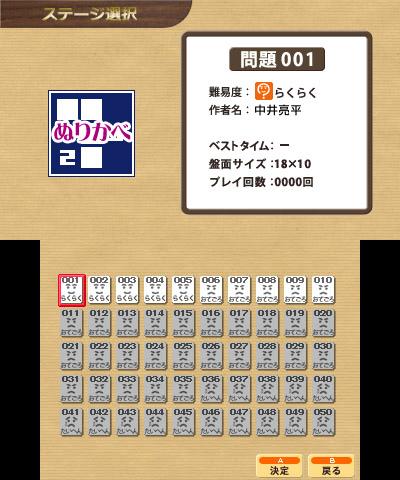 ステージ選択
問題 001
難易度： らくらく
作者名： 中井亮平
ベストタイム： ー
盤面サイズ：18×10
プレイ回数：0000回
ぬりかべ
2
001 002 003 004 005 006 007 008 009 010
らくらく らくらく らくらく らくらく らくらく おてごろ おてごろ おてごろ おてごろ おてごろ
011 012 013 014 015 016 017 018 019 020
おてごろ おてごろ おてごろ おてごろ おてごろ おてごろ おてごろ おてごろ おてごろ おてごろ
021 022 023 024 025 026 027 028 029 030
おてごろ おてごろ おてごろ おてごろ おてごろ おてごろ おてごろ おてごろ おてごろ おてごろ
031 032 033 034 035 036 037 038 039 040
おてごろ おてごろ おてごろ おてごろ おてごろ たいへん たいへん たいへん たいへん
041 042 043 044 045 046 047 048 049 050
たいへん たいへん たいへん たいへん たいへん たいへん たいへん たいへん たいへん たいへん
A B
決定 戻る